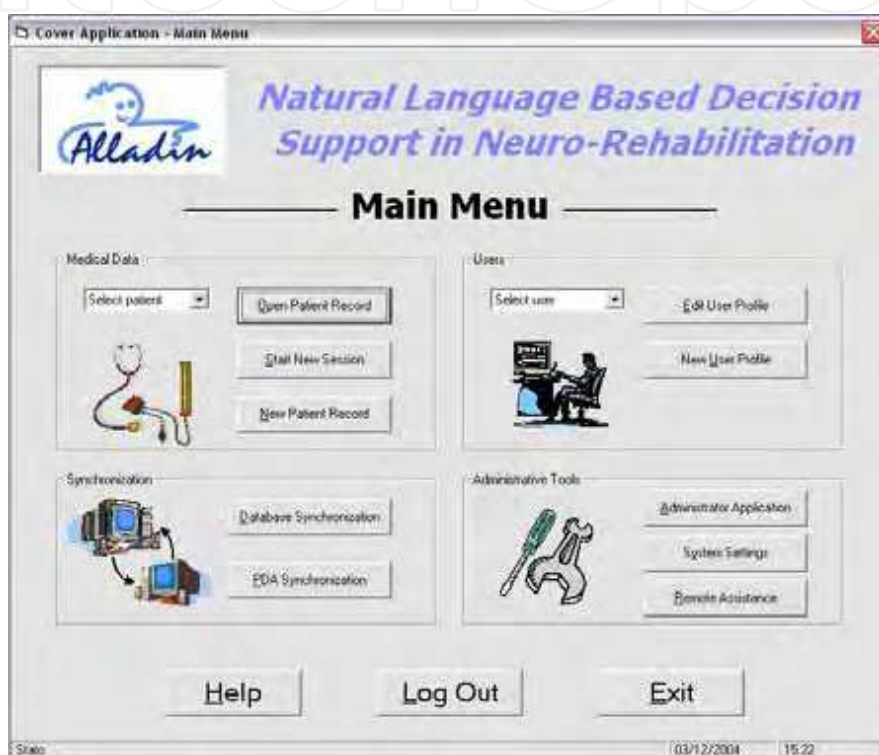 Cover Application - Main Menu
Alladin
Natural Language Based Decision
Support in Neuro-Rehabilitation
Main Menu
Medical Data
Select patient
Open Patient Record
Start New Session
New Patient Record
Users
Select user
Edit User Profile
New User Profile
Synchronization
Database Synchronization
PDA Synchronization
Administrative Tools
Administrator Application
System Settings
Remote Assistance
Help
Log Out
Exit
03/12/2004
15:22